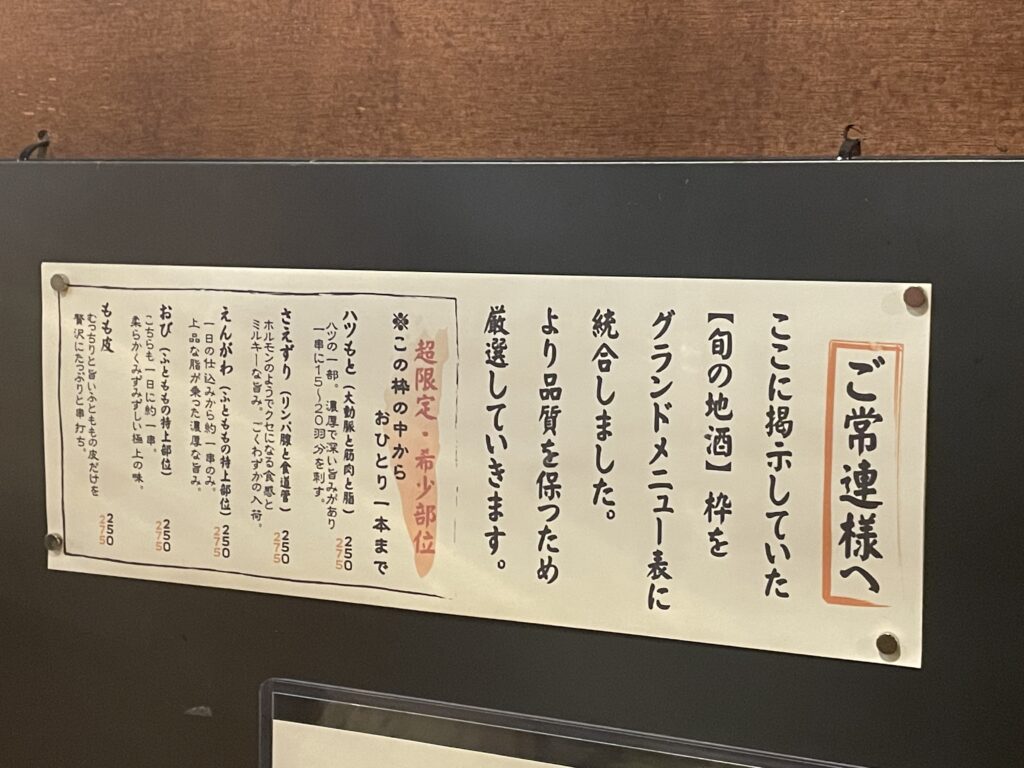 ご常連様へ
ここに掲示していた
【旬の地酒】枠を
グランドメニュー表に
統合しました。
より品質を保つため
厳選していきます。
超限定・希少部位
※この枠の中から
おひとり一本まで
ハツもと（大動脈と筋肉と脂）
ハツの一部。濃厚で深い旨みがあり
一串に15〜20羽分を刺す。
250
275
さえずり（リンパ腺と食道管）
ホルモンのようでクセになる食感と
ミルキーな旨み。ごくわずかの入荷。
250
275
えんがわ（ふとももの特上部位）
一日の仕込みから約一串のみ。
上品な脂が乗った濃厚な旨み。
250
275
おび（ふとももの特上部位）
こちらも一日に約一串。
柔らかくみずみずしい極上の味。
250
275
もも皮
むっちりと旨いふとももの皮だけを
贅沢にたっぷりと串打ち。
250
275